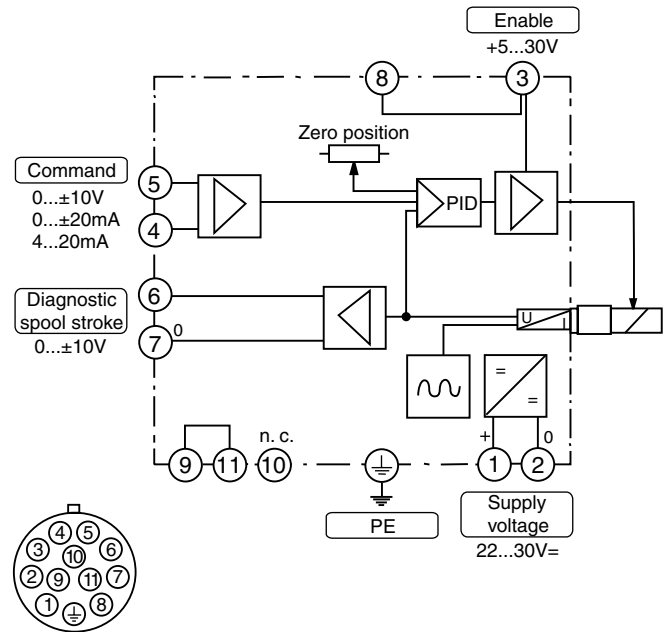 Enable
+5...30V
8
3
Zero position
Command
0...±10V
0...±20mA
4...20mA
5
4
PID
Diagnostic
spool stroke
0...±10V
6
7
0
U
L
=
=
n. c.
+
0
9
11
10
1
2
PE
Supply
voltage
22...30V=
4
5
3
10
6
2
9
11
7
1
8